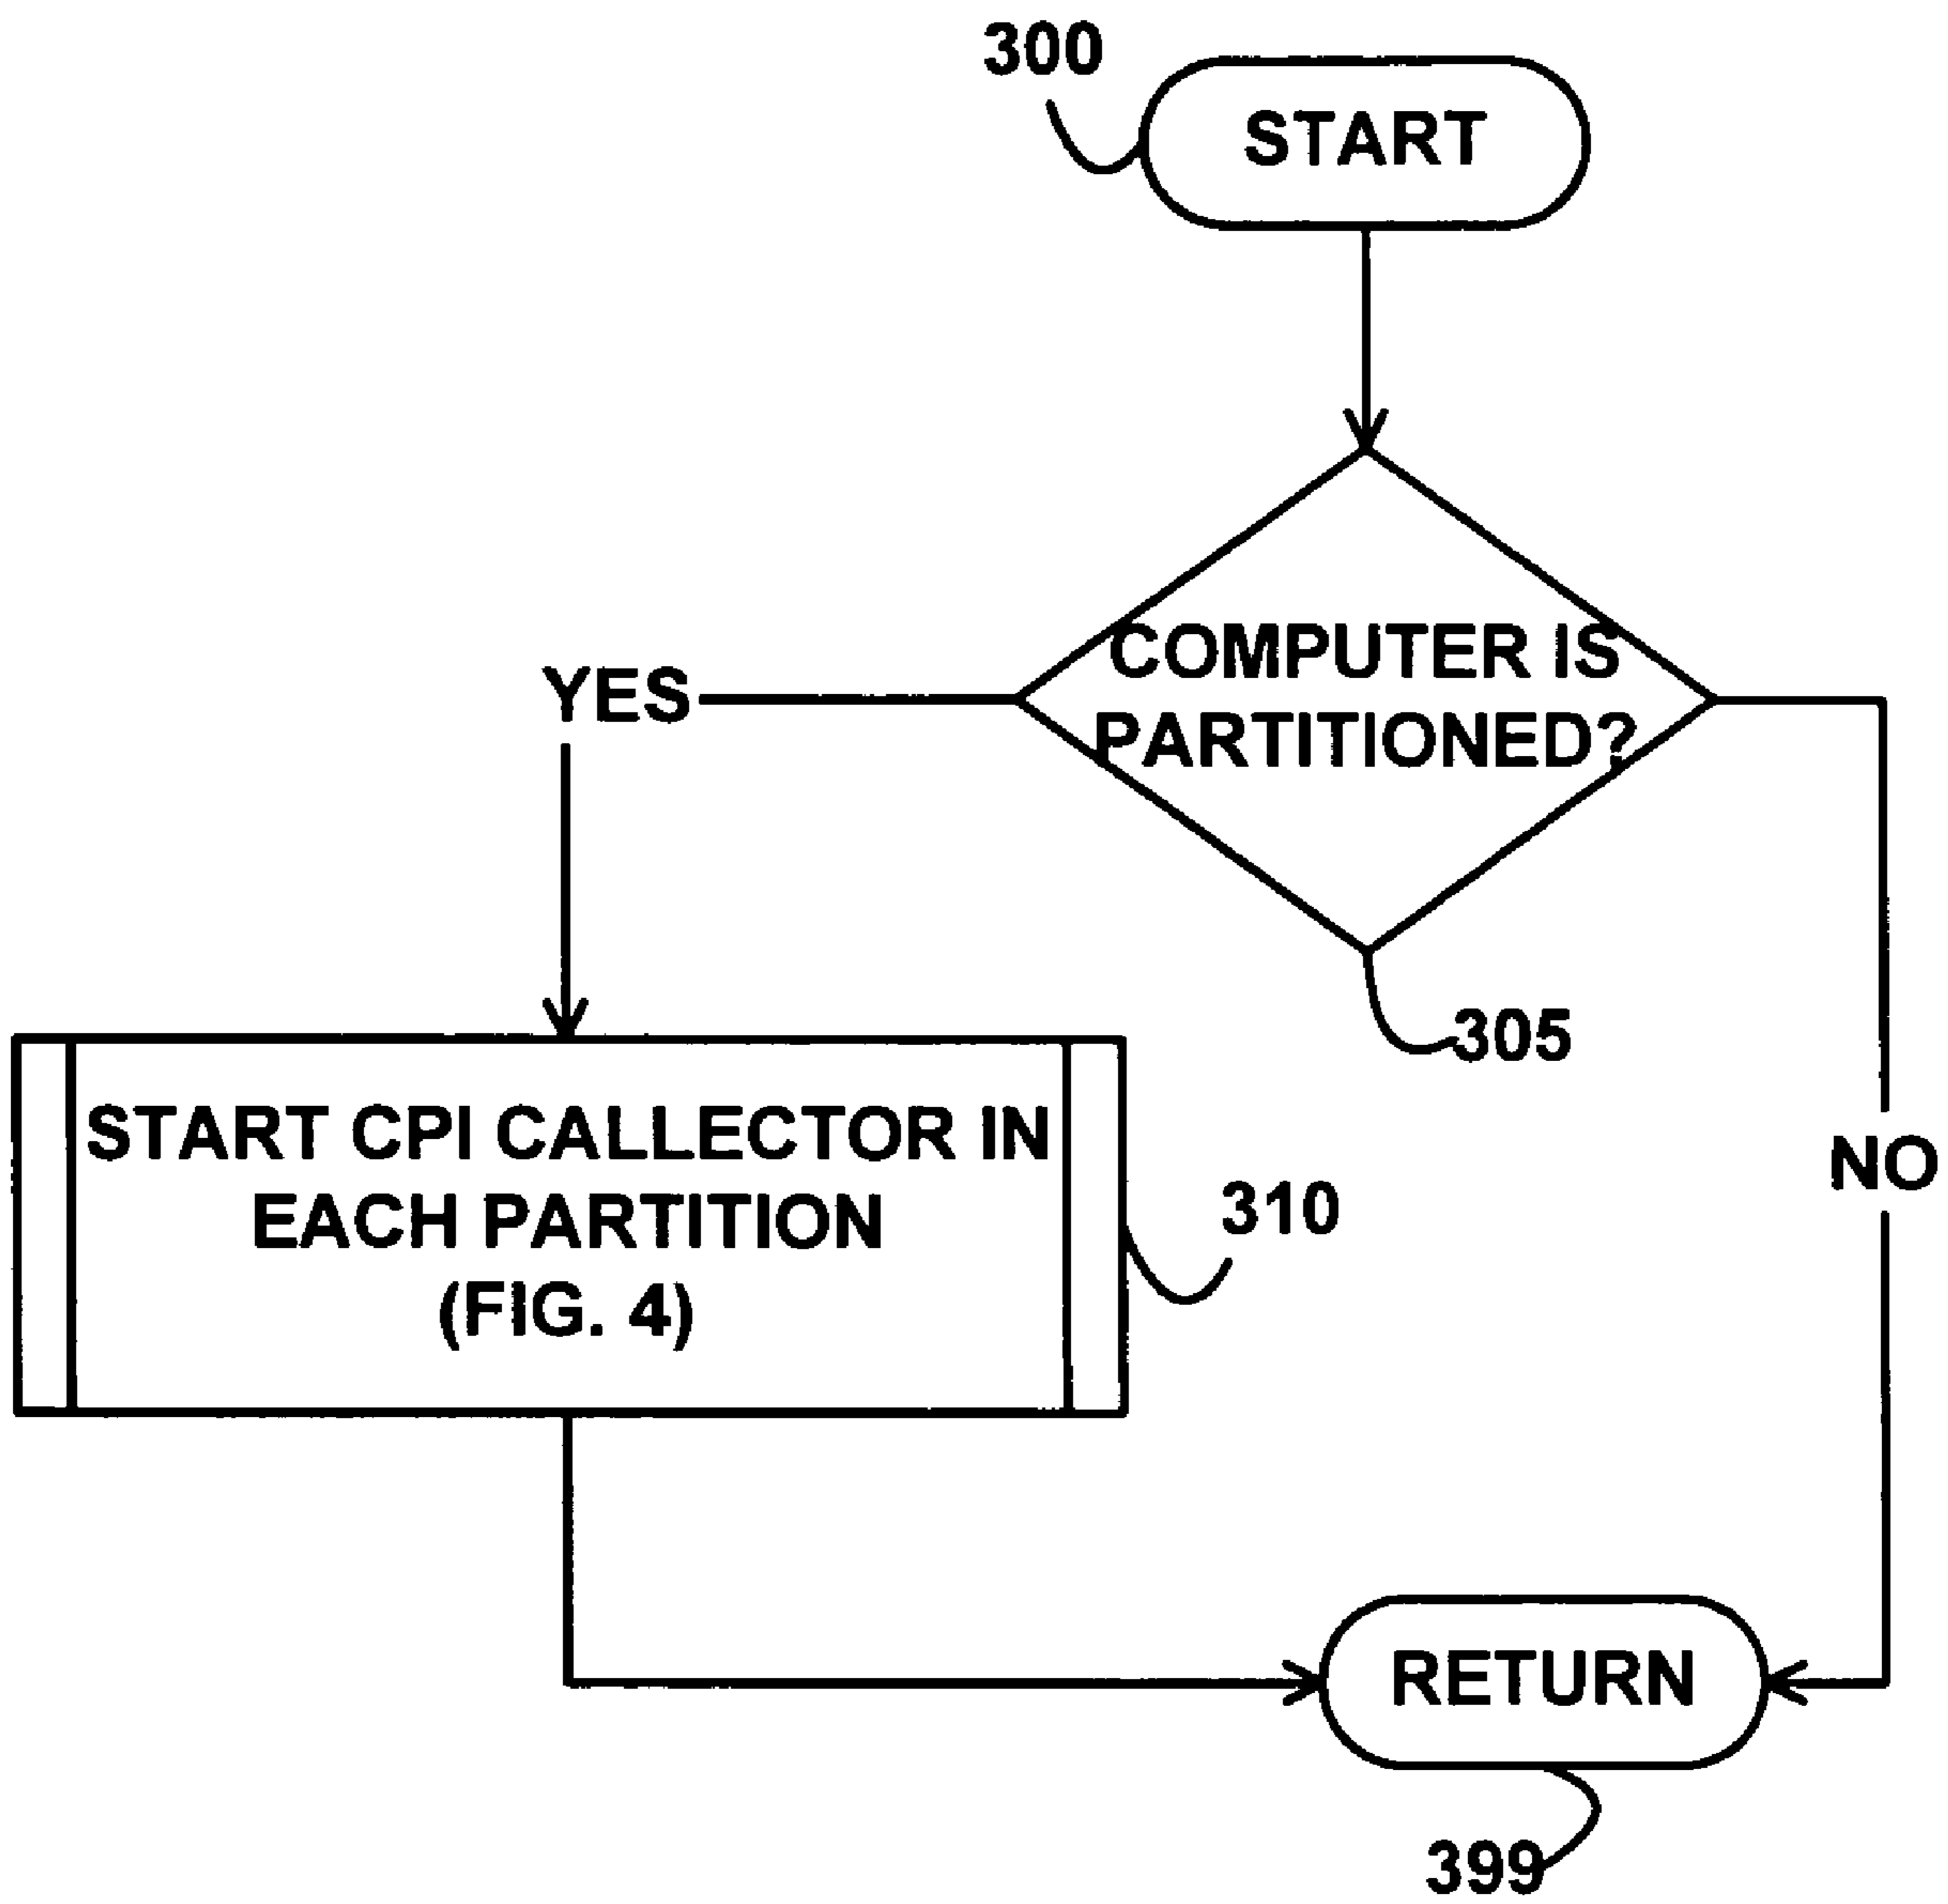 300
START
COMPUTER IS
PARTITIONED?
YES
305
START CPI CALLECTOR IN
EACH PARTITION
(FIG. 4)
310
NO
RETURN
399